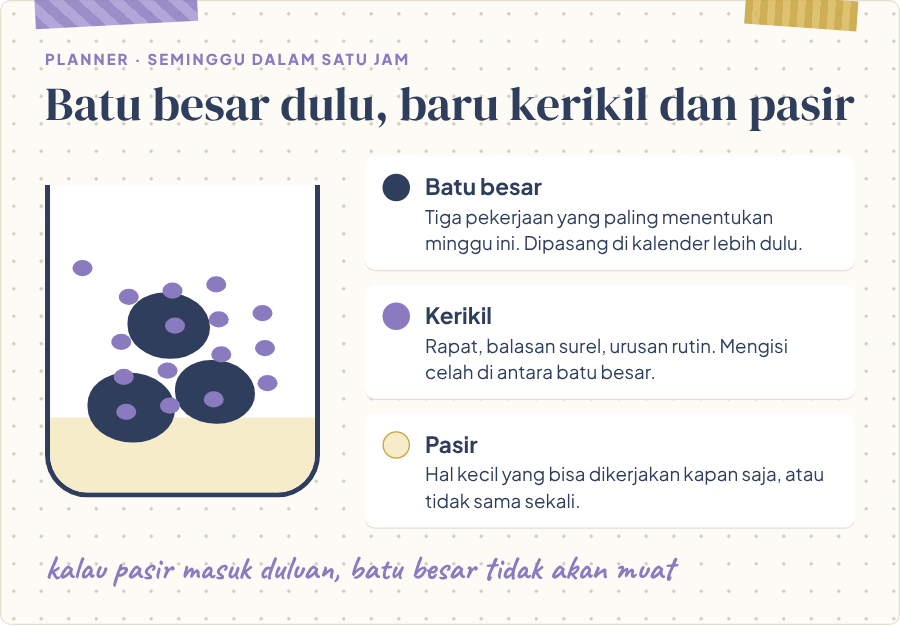 PLANNER · SEMINGGU DALAM SATU JAM
Batu besar dulu, baru kerikil dan pasir
Batu besar
Tiga pekerjaan yang paling menentukan
minggu ini. Dipasang di kalender lebih dulu.
Kerikil
Rapat, balasan surel, urusan rutin. Mengisi
celah di antara batu besar.
Pasir
Hal kecil yang bisa dikerjakan kapan saja, atau
tidak sama sekali.
kalau pasir masuk duluan, batu besar tidak akan muat